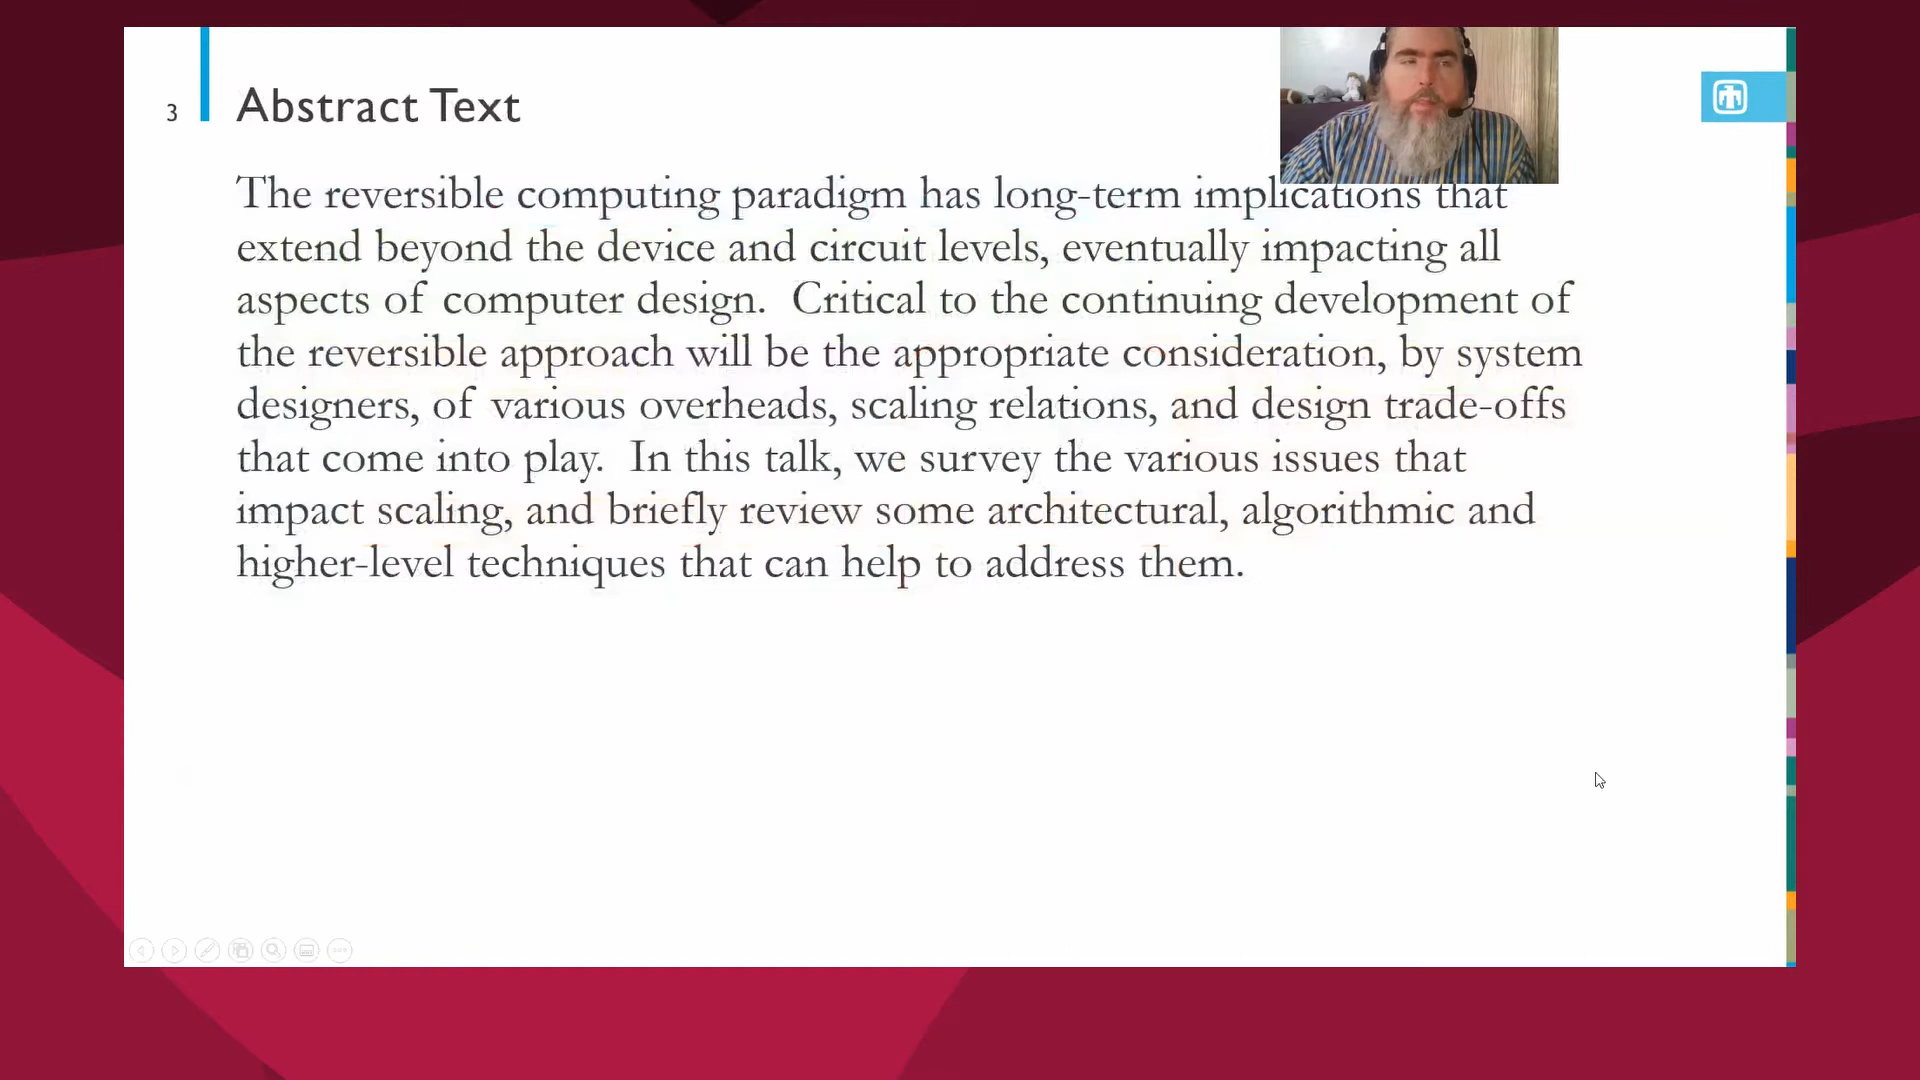 3
Abstract Text
The reversible computing paradigm has long-term implications that
extend beyond the device and circuit levels, eventually impacting all
aspects of computer design.  Critical to the continuing development of
the reversible approach will be the appropriate consideration, by system
designers, of various overheads, scaling relations, and design trade-offs
that come into play.  In this talk, we survey the various issues that
impact scaling, and briefly review some architectural, algorithmic and
higher-level techniques that can help to address them.